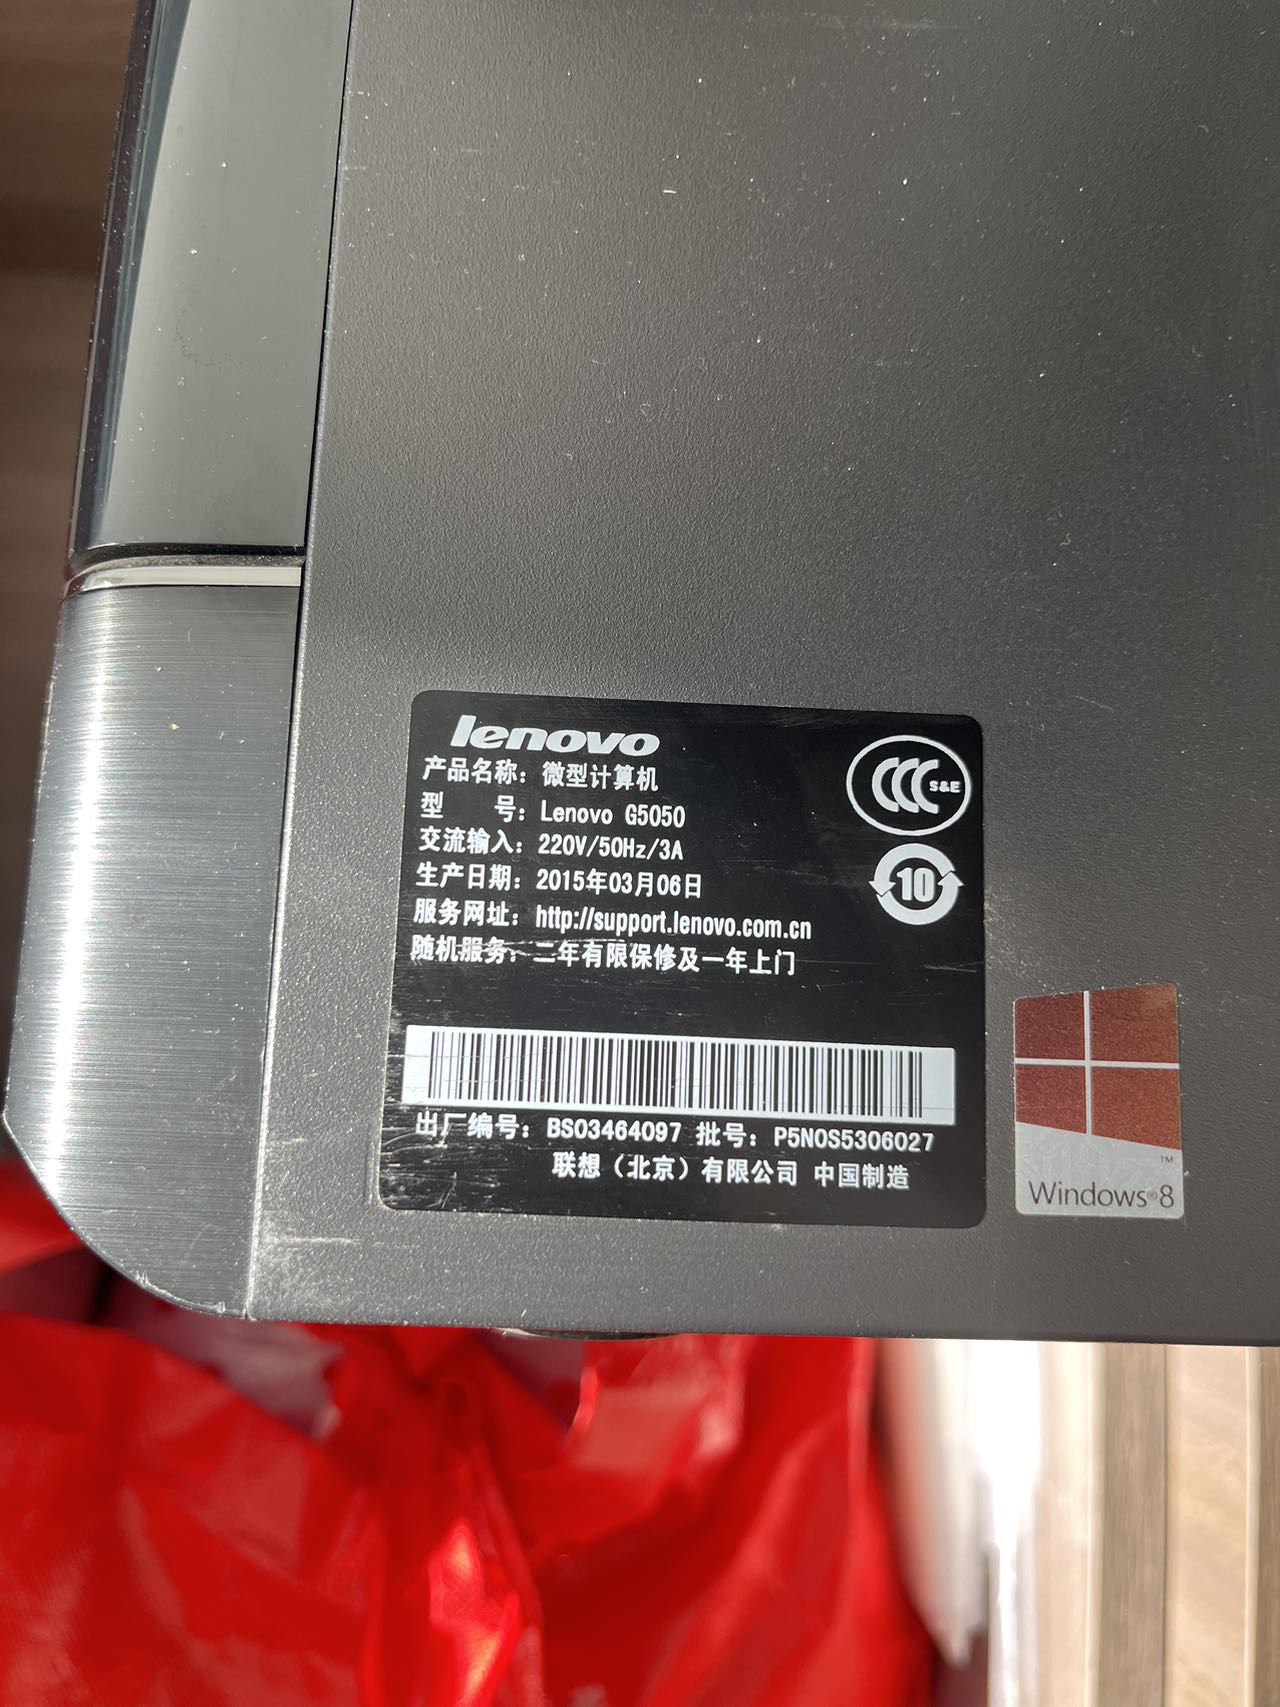 lenovo
产品名称：微型计算机
型 号：Lenovo G5050
交流输入：220V/50Hz/3A
生产日期：2015年03月06日
服务网址：http://support.lenovo.com.cn
随机服务：二年有限保修及一年上门
CCC S&E
10
出厂编号：BS03464097 批号：P5N0S5306027
联想（北京）有限公司 中国制造
™
Windows®8